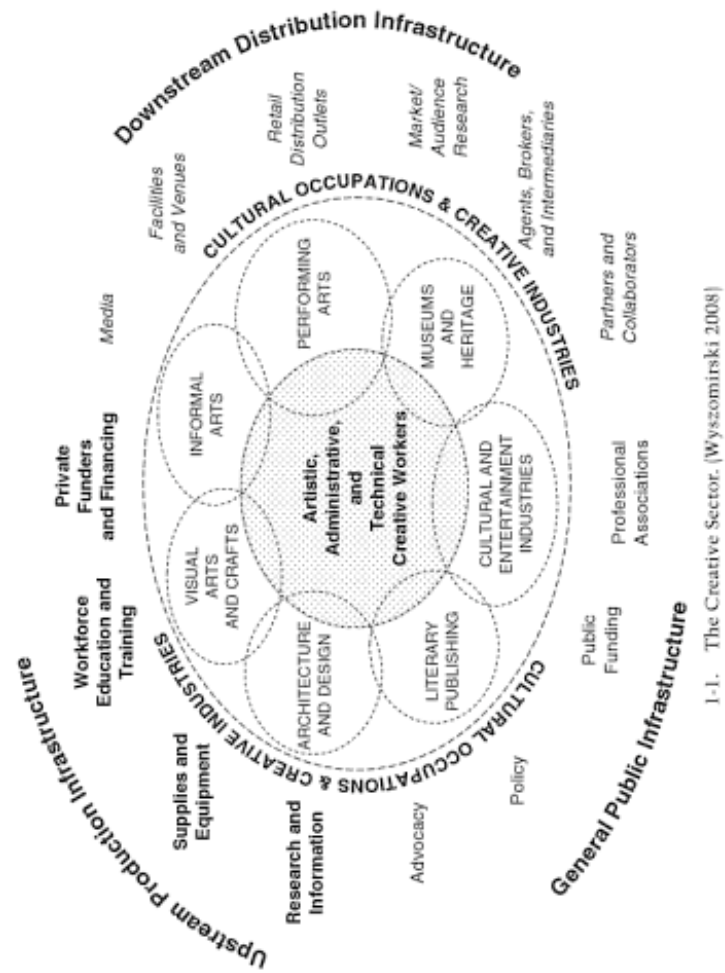 Upstream Production Infrastructure
Downstream Distribution Infrastructure
General Public Infrastructure
Research and
Information
Supplies and
Equipment
Workforce
Education and
Training
Private
Funders
and Financing
Media
Facilities
and Venues
Retail
Distribution
Outlets
Market/
Audience
Research
Agents, Brokers,
and Intermediaries
Partners and
Collaborators
Professional
Associations
Public
Funding
Policy
Advocacy
CULTURAL OCCUPATIONS & CREATIVE INDUSTRIES
CULTURAL OCCUPATIONS & CREATIVE INDUSTRIES
CULTURAL OCCUPATIONS & CREATIVE INDUSTRIES
ARCHITECTURE
AND DESIGN
VISUAL
ARTS
AND CRAFTS
INFORMAL
ARTS
PERFORMING
ARTS
MUSEUMS
AND
HERITAGE
CULTURAL AND
ENTERTAINMENT
INDUSTRIES
LITERARY
PUBLISHING
Artistic,
Administrative,
and
Technical
Creative Workers
1-1. The Creative Sector. (Wyszomirski 2008)